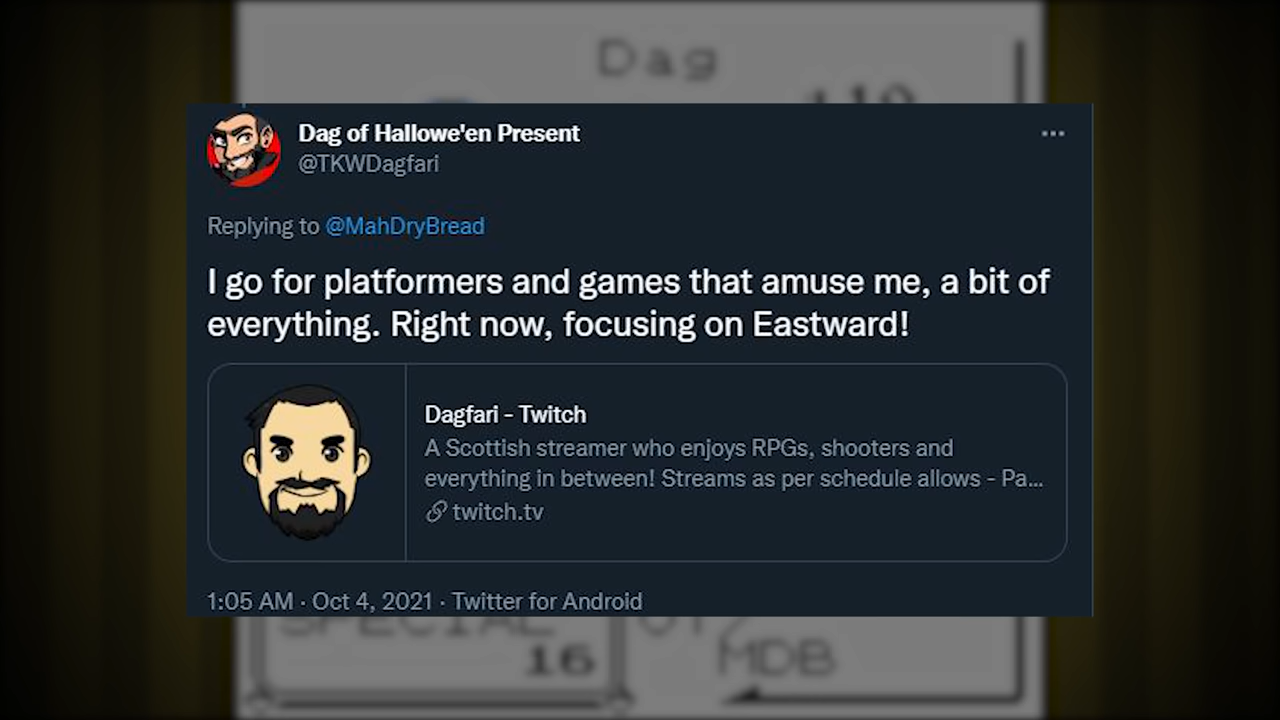 Dag
Dag of Hallowe'en Present
@TKWDagfari
Replying to @MahDryBread
I go for platformers and games that amuse me, a bit of
everything. Right now, focusing on Eastward!
Dagfari - Twitch
A Scottish streamer who enjoys RPGs, shooters and
everything in between! Streams as per schedule allows - Pa...
twitch.tv
1:05 AM · Oct 4, 2021 · Twitter for Android
SPECIAL
16
MDB